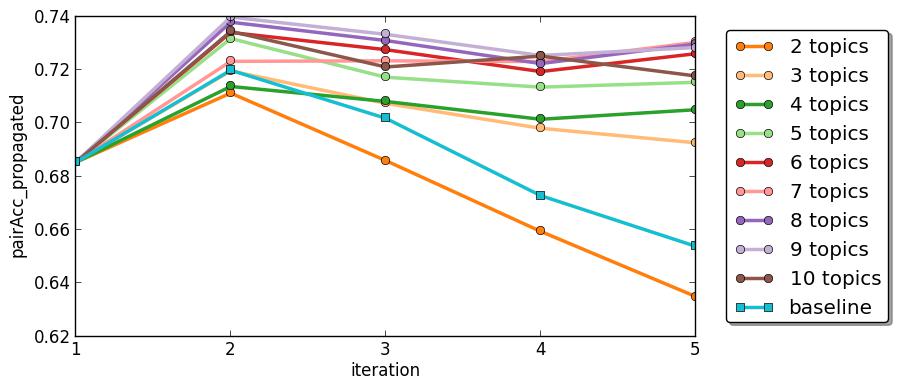 0.74
0.72
0.70
0.68
0.66
0.64
0.62
pairAcc_propagated
1 2 3 4 5
iteration
2 topics
3 topics
4 topics
5 topics
6 topics
7 topics
8 topics
9 topics
10 topics
baseline